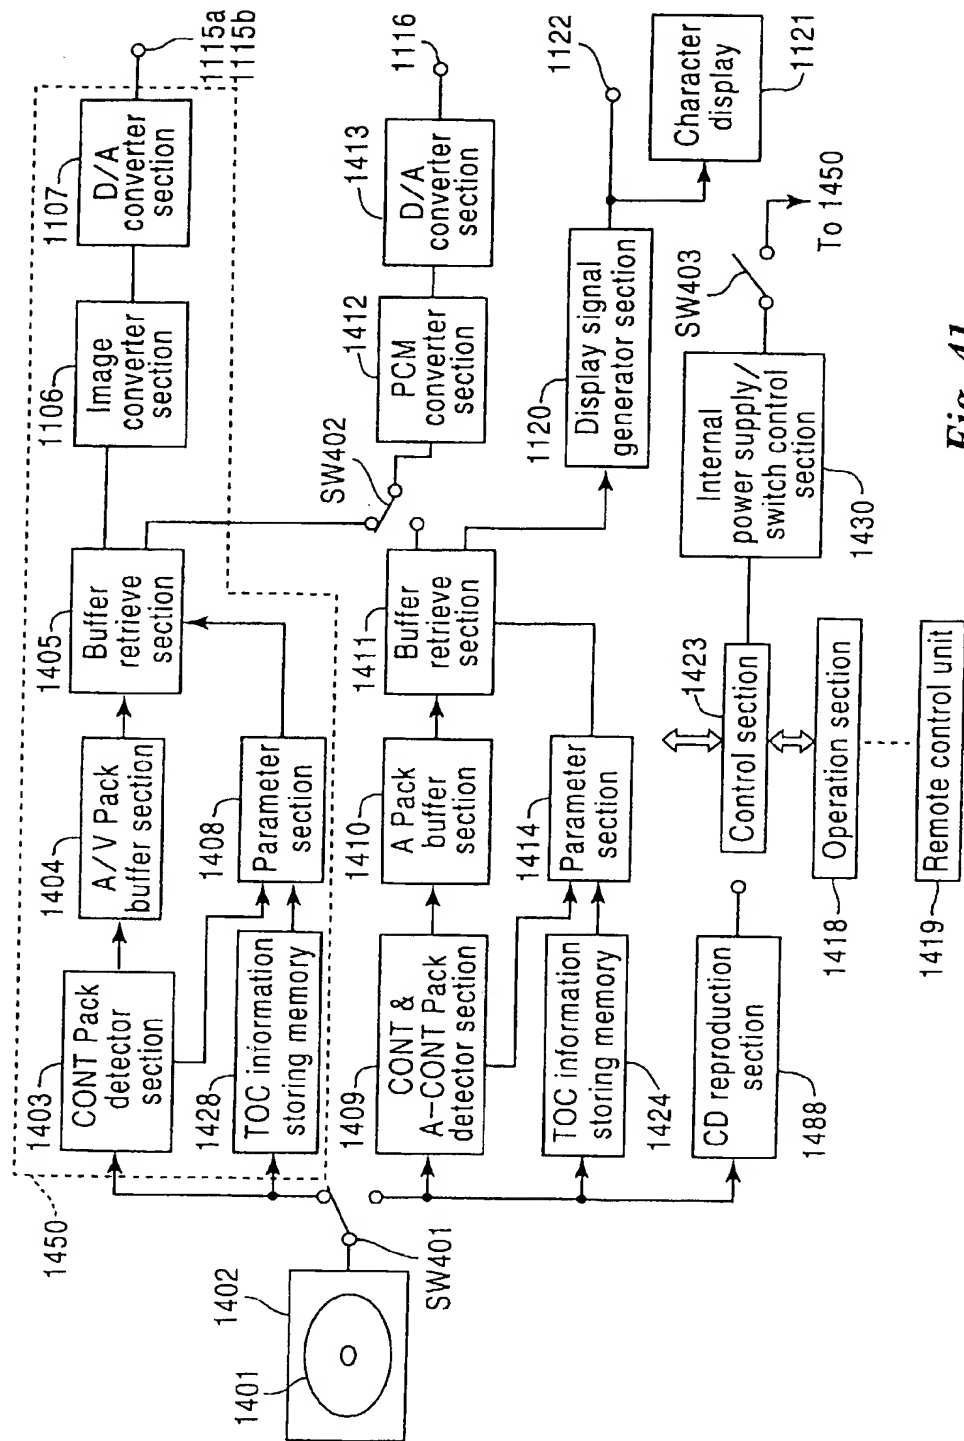 1115a
1115b
1107
D/A
converter
section
1106
Image
converter
section
1405
Buffer
retrieve
section
1404
A/V Pack
buffer section
1403
CONT Pack
detector
section
1408
Parameter
section
1428
TOC information
storing memory
1450
1402
1401
SW401
1116
1413
D/A
converter
section
1412
PCM
converter
section
SW402
1411
Buffer
retrieve
section
1410
A Pack
buffer
section
1409
CONT &
A-CONT Pack
detector section
1414
Parameter
section
TOC information
storing memory
1424
1122
1120
Display signal
generator section
Character
display
1121
CD reproduction
section
1488
1423
Control section
Operation section
1418
Remote control unit
1419
Internal
power supply/
switch control
section
1430
SW403
To 1450